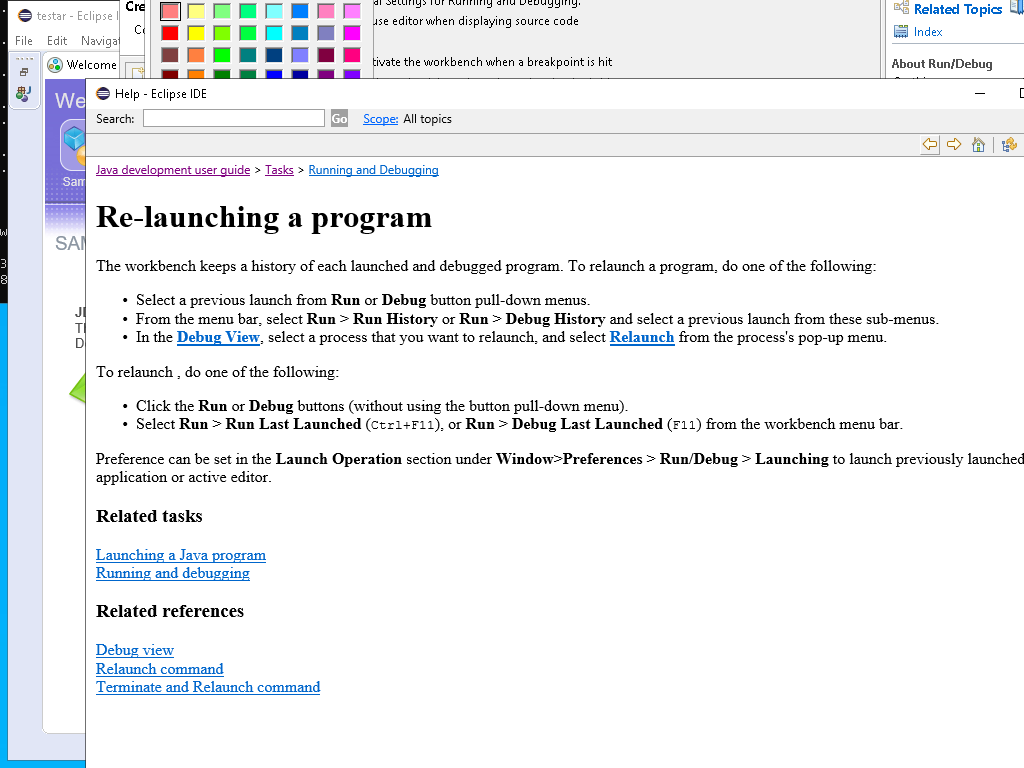 testar - Eclipse I
File Edit Navigat
Welcome
al Settings for Running and Debugging.
use editor when displaying source code
tivate the workbench when a breakpoint is hit
Related Topics
Index
About Run/Debug
Help - Eclipse IDE
Search: Go Scope: All topics
Java development user guide > Tasks > Running and Debugging
Re-launching a program
The workbench keeps a history of each launched and debugged program. To relaunch a program, do one of the following:
• Select a previous launch from Run or Debug button pull-down menus.
• From the menu bar, select Run > Run History or Run > Debug History and select a previous launch from these sub-menus.
• In the Debug View, select a process that you want to relaunch, and select Relaunch from the process's pop-up menu.
To relaunch , do one of the following:
• Click the Run or Debug buttons (without using the button pull-down menu).
• Select Run > Run Last Launched (Ctrl+F11), or Run > Debug Last Launched (F11) from the workbench menu bar.
Preference can be set in the Launch Operation section under Window>Preferences > Run/Debug > Launching to launch previously launched
application or active editor.
Related tasks
Launching a Java program
Running and debugging
Related references
Debug view
Relaunch command
Terminate and Relaunch command